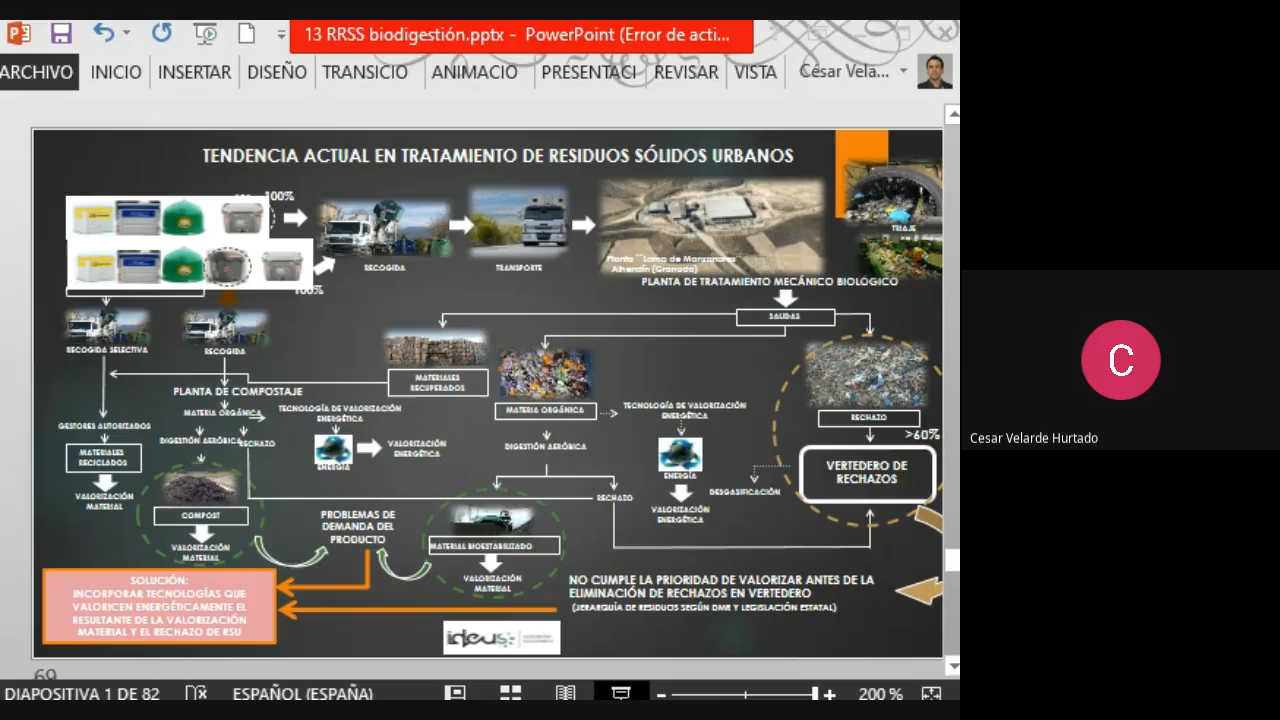 13 RRSS biodigestión.pptx - PowerPoint (Error de acti...
ARCHIVO INICIO INSERTAR DISEÑO TRANSICIO ANIMACIO PRESENTACI REVISAR VISTA César Vela...
TENDENCIA ACTUAL EN TRATAMIENTO DE RESIDUOS SÓLIDOS URBANOS
100%
TRIAJE
Planta ¨Loma de Manzanares¨
Alhendín (Granada)
RECOGIDA
TRANSPORTE
PLANTA DE TRATAMIENTO MECÁNICO BIOLÓGICO
100%
SALIDAS
RECOGIDA SELECTIVA
RECOGIDA
MATERIALES
RECUPERADOS
PLANTA DE COMPOSTAJE
MATERIA ORGÁNICA
TECNOLOGÍA DE VALORIZACIÓN
ENERGÉTICA
MATERIA ORGÁNICA
TECNOLOGÍA DE VALORIZACIÓN
ENERGÉTICA
RECHAZO
>60%
GESTORES AUTORIZADOS
DIGESTIÓN AERÓBICA
RECHAZO
VALORIZACIÓN
ENERGÉTICA
ENERGÍA
DIGESTIÓN AERÓBICA
ENERGÍA
MATERIALES
RECICLADOS
VERTEDERO DE
RECHAZOS
DESGASIFICACIÓN
VALORIZACIÓN
MATERIAL
RECHAZO
VALORIZACIÓN
ENERGÉTICA
COMPOST
PROBLEMAS DE
DEMANDA DEL
PRODUCTO
MATERIAL BIOESTABILIZADO
VALORIZACIÓN
MATERIAL
VALORIZACIÓN
MATERIAL
SOLUCIÓN:
INCORPORAR TECNOLOGÍAS QUE
VALORICEN ENERGÉTICAMENTE EL
RESULTANTE DE LA VALORIZACIÓN
MATERIAL Y EL RECHAZO DE RSU
NO CUMPLE LA PRIORIDAD DE VALORIZAR ANTES DE LA
ELIMINACIÓN DE RECHAZOS EN VERTEDERO
(JERARQUÍA DE RESIDUOS SEGÚN DMR Y LEGISLACIÓN ESTATAL)
ideus
69
DIAPOSITIVA 1 DE 82 ESPAÑOL (ESPAÑA) 200 %
C
Cesar Velarde Hurtado